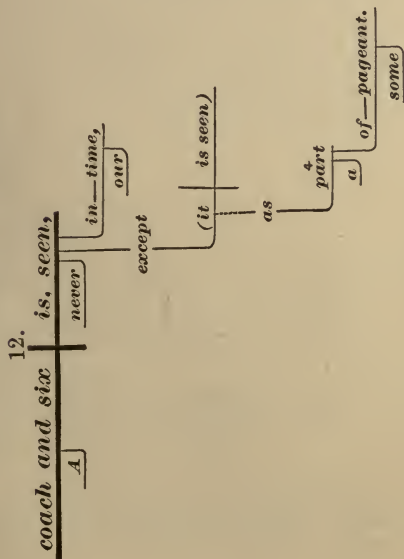 12.
coach and six is, seen,
A never in—time,
our
except
(it is seen)
as
4
part
a
of—pageant.
some